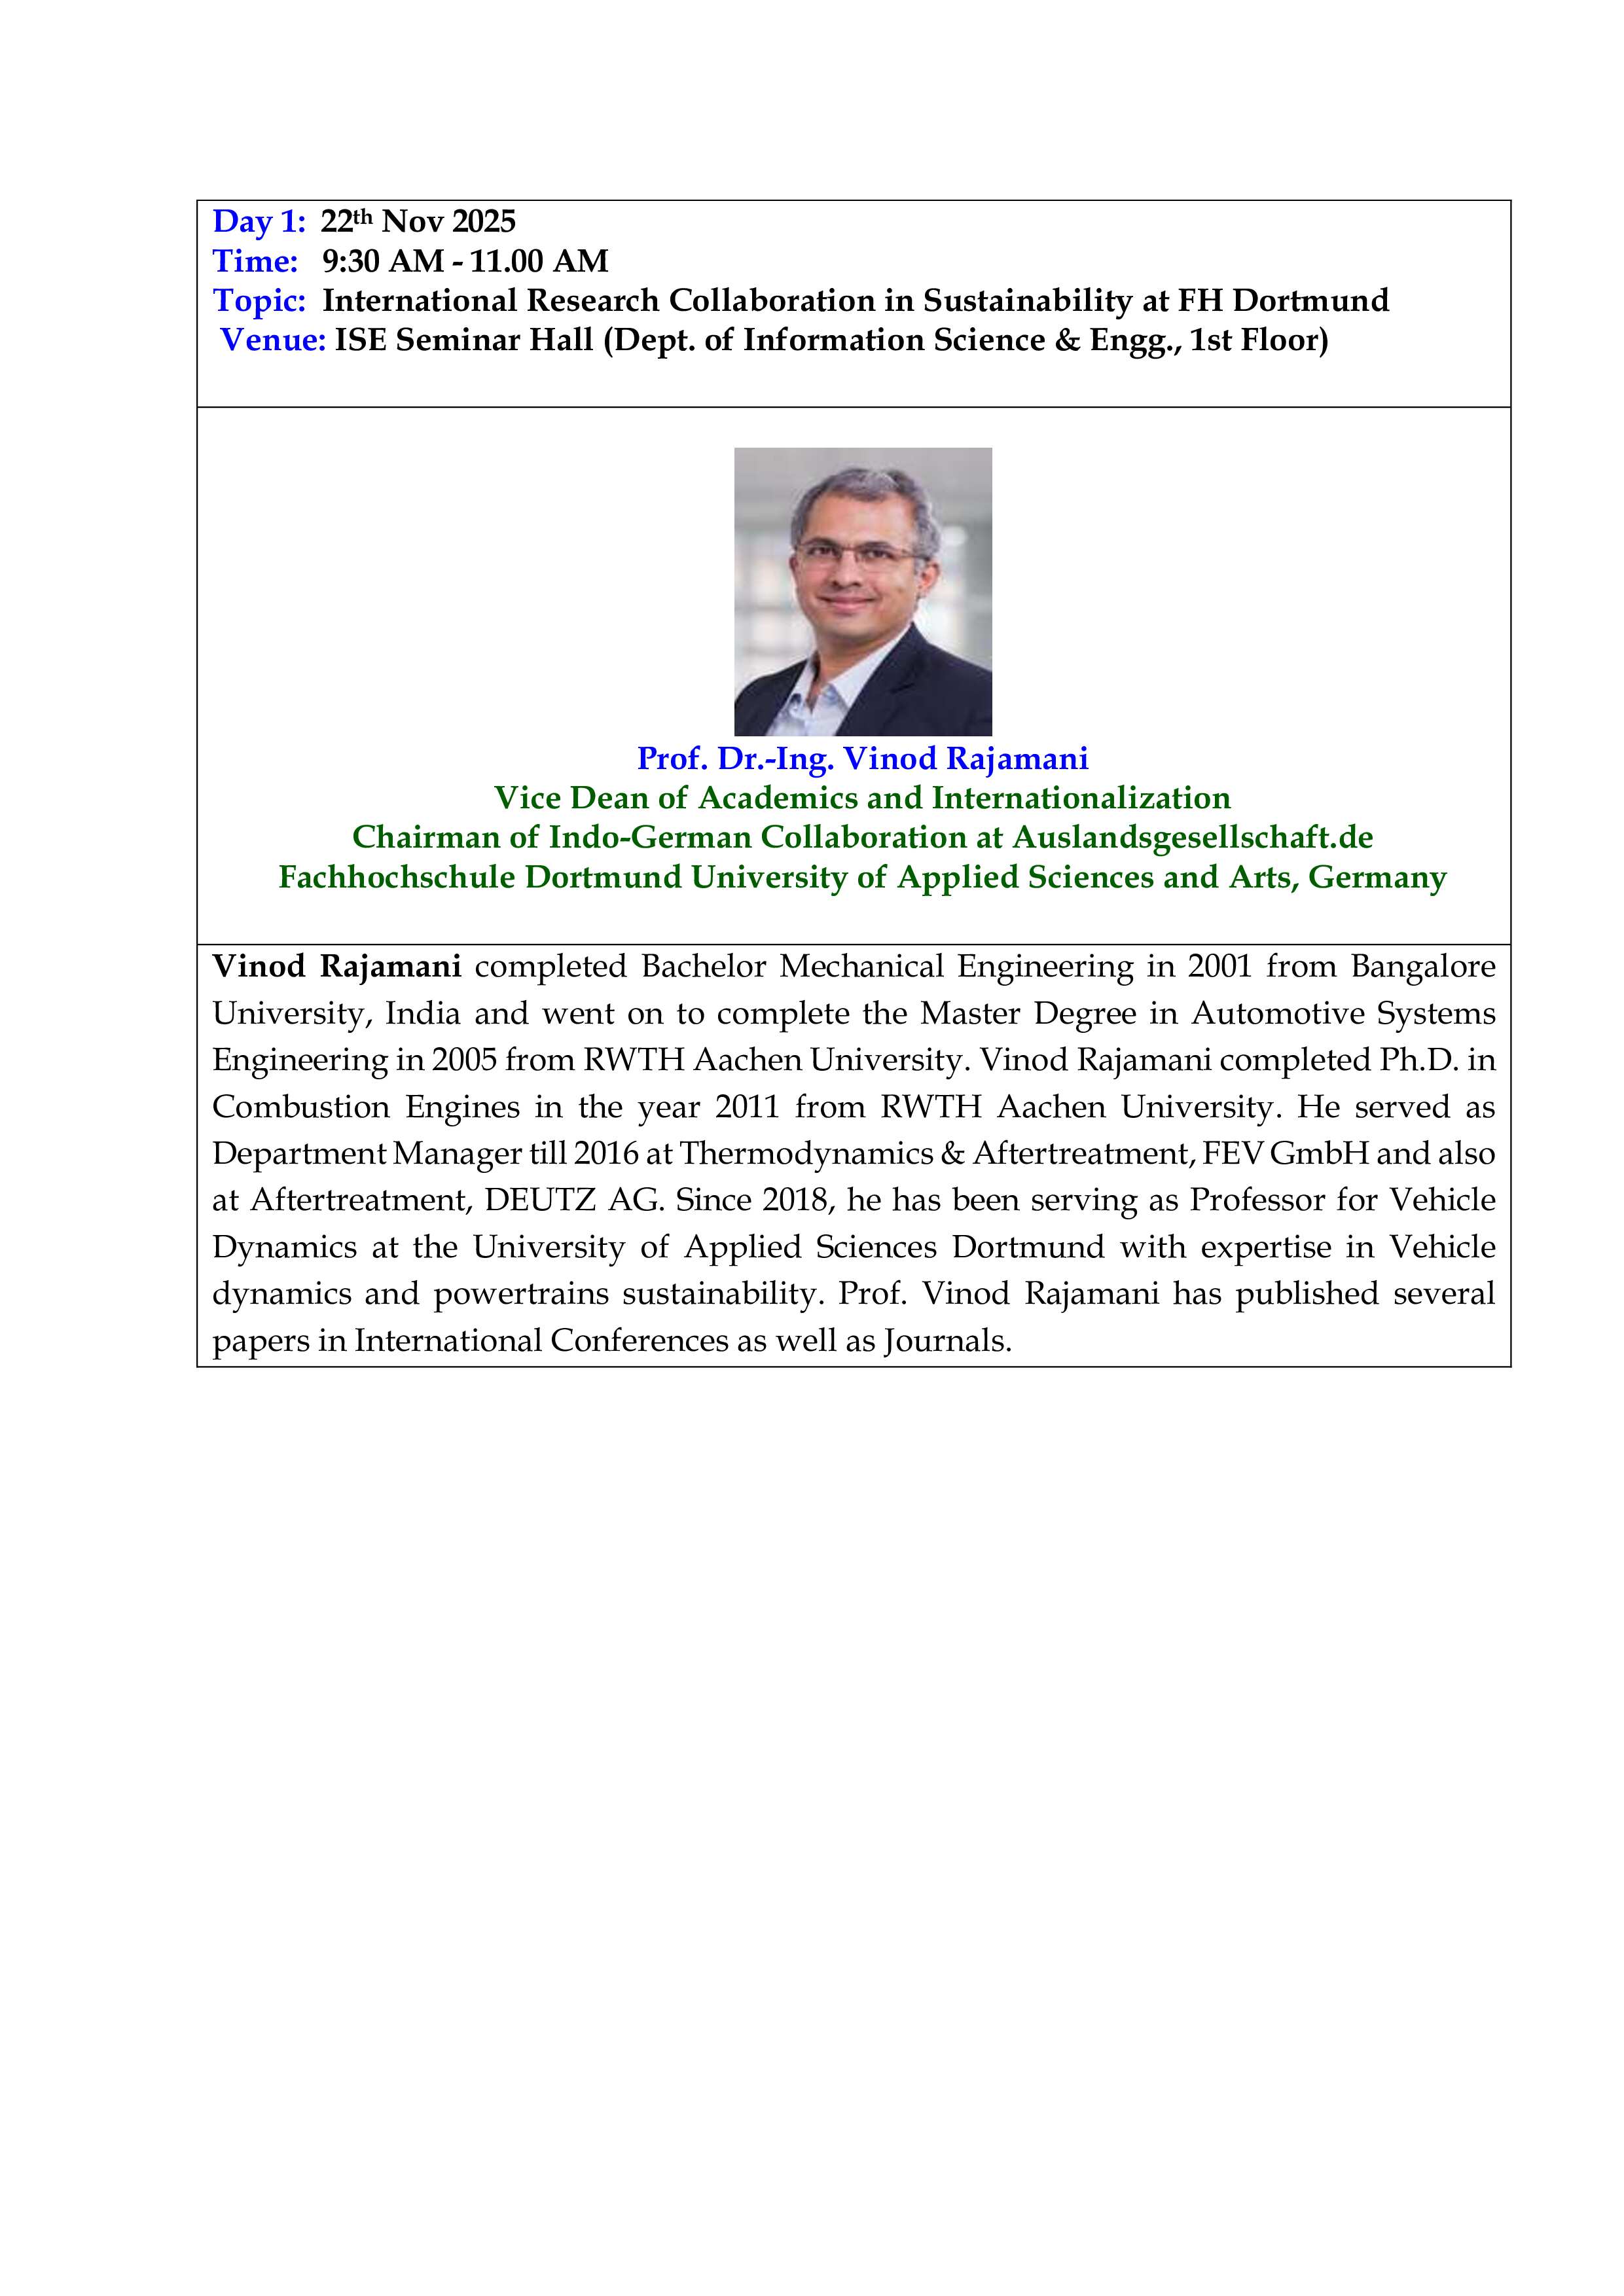 Day 1: 22th Nov 2025
Time: 9:30 AM - 11.00 AM
Topic: International Research Collaboration in Sustainability at FH Dortmund
Venue: ISE Seminar Hall (Dept. of Information Science & Engg., 1st Floor)
Prof. Dr.-Ing. Vinod Rajamani
Vice Dean of Academics and Internationalization
Chairman of Indo-German Collaboration at Auslandsgesellschaft.de
Fachhochschule Dortmund University of Applied Sciences and Arts, Germany
Vinod Rajamani completed Bachelor Mechanical Engineering in 2001 from Bangalore
University, India and went on to complete the Master Degree in Automotive Systems
Engineering in 2005 from RWTH Aachen University. Vinod Rajamani completed Ph.D. in
Combustion Engines in the year 2011 from RWTH Aachen University. He served as
Department Manager till 2016 at Thermodynamics & Aftertreatment, FEV GmbH and also
at Aftertreatment, DEUTZ AG. Since 2018, he has been serving as Professor for Vehicle
Dynamics at the University of Applied Sciences Dortmund with expertise in Vehicle
dynamics and powertrains sustainability. Prof. Vinod Rajamani has published several
papers in International Conferences as well as Journals.